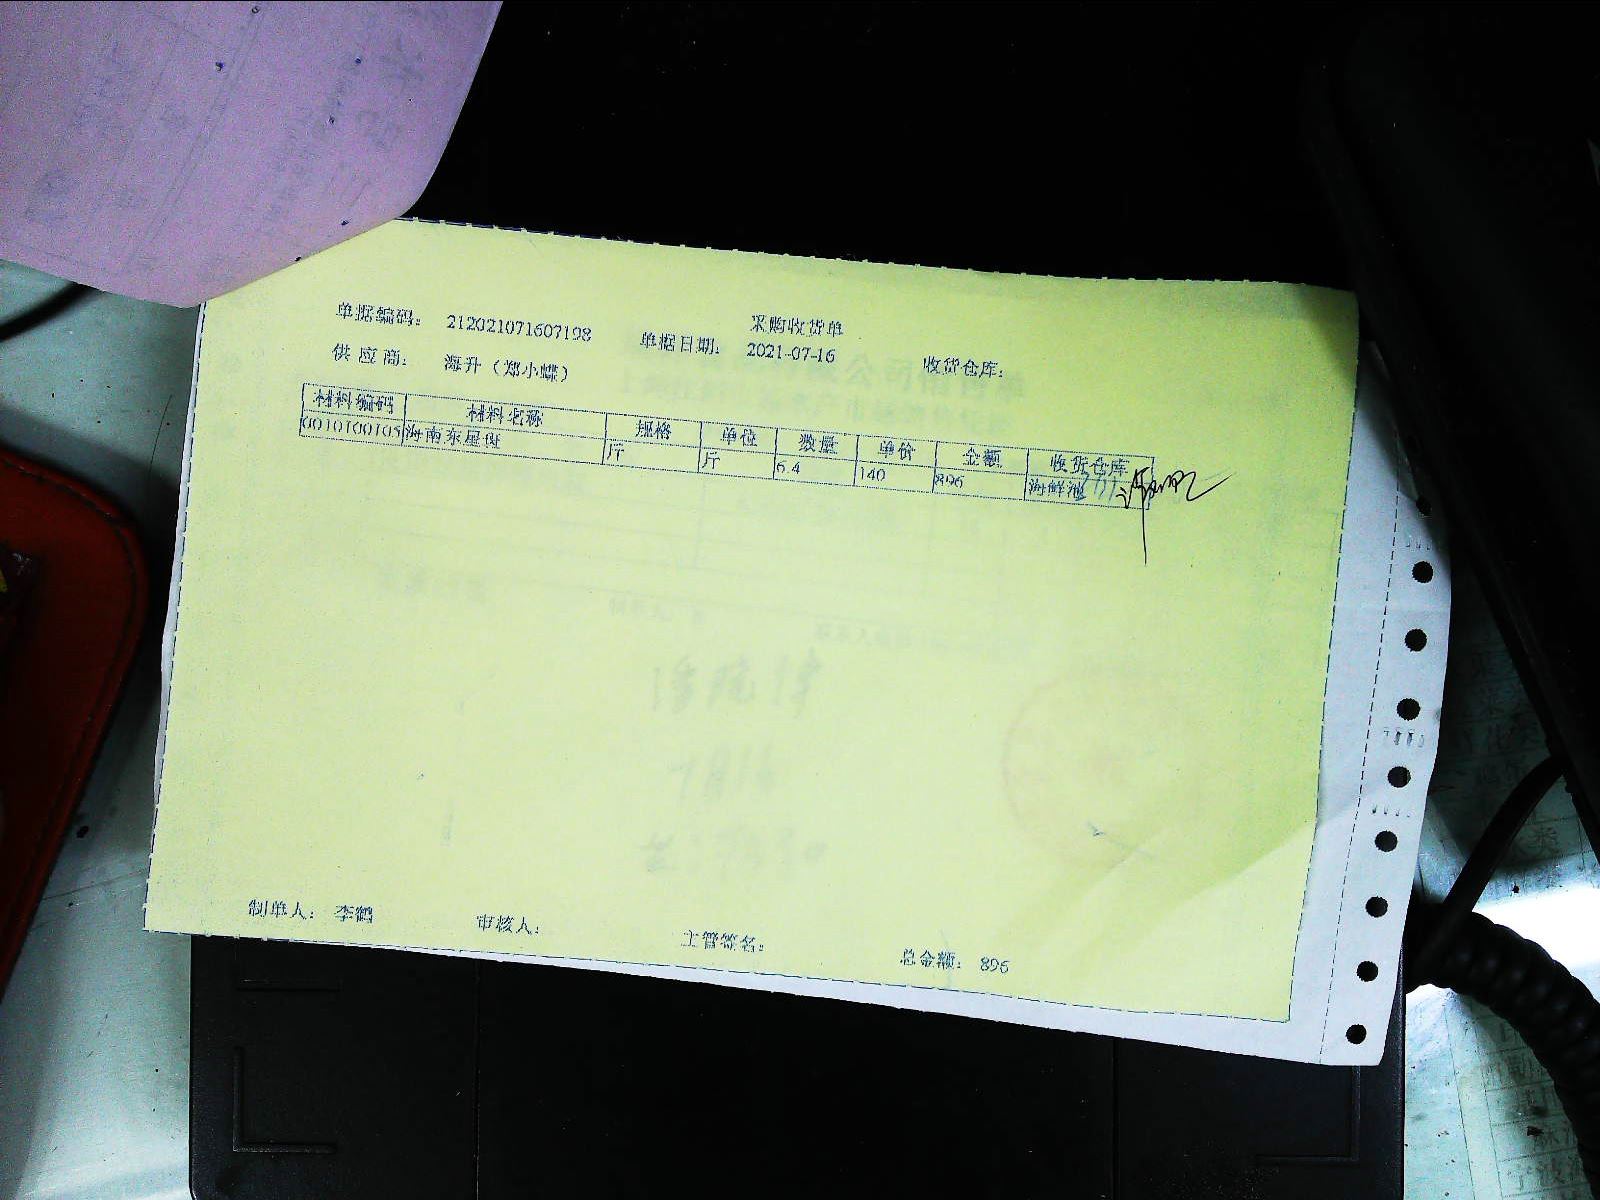 采购收货单
单据编码： 212021071607198 单据日期： 2021-07-16 收货仓库：
供 应 商： 海升（郑小蝶）
材料编码 材料名称 规格 单位 数量 单价 金额 收货仓库
0010100105 海南东星斑 斤 斤 6.4 140 896 海鲜池
制单人： 李鹤 审核人： 主管签名： 总金额： 896